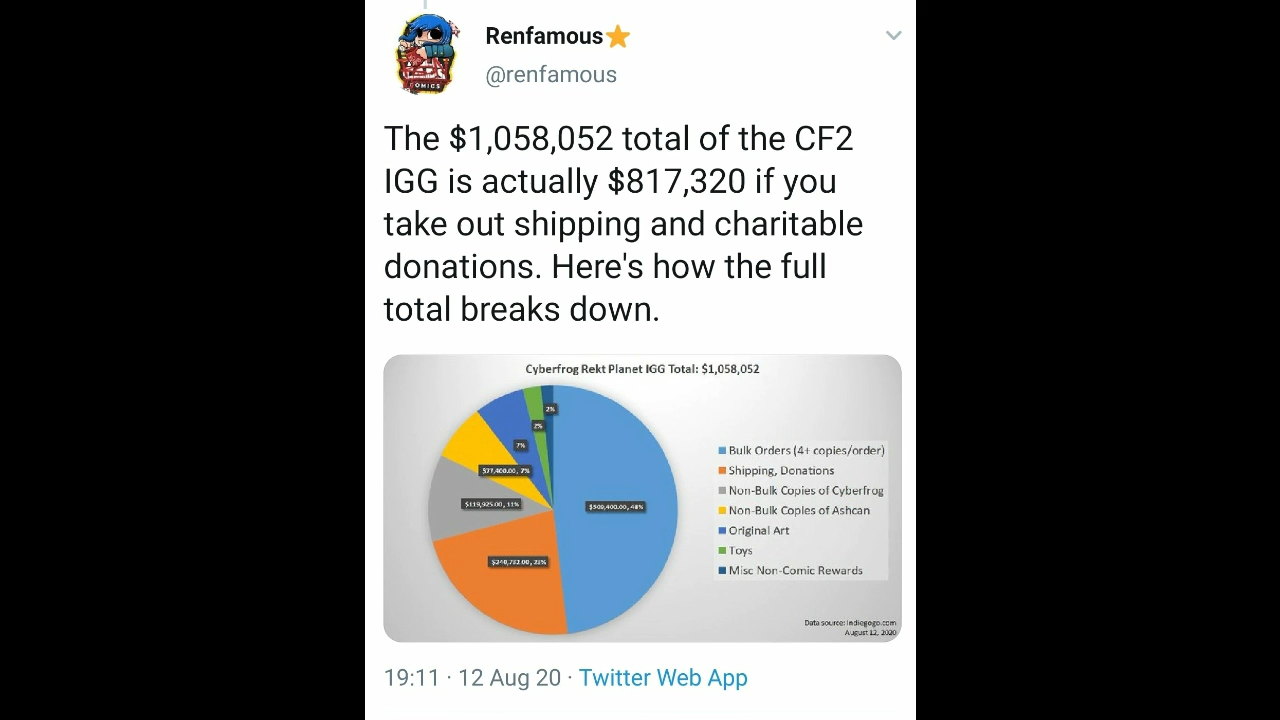 Renfamous
@renfamous
The $1,058,052 total of the CF2
IGG is actually $817,320 if you
take out shipping and charitable
donations. Here's how the full
total breaks down.
Cyberfrog Rekt Planet IGG Total: $1,058,052
2%
2%
7%
$77,400.00, 7%
$119,925.00, 11%
$509,400.00, 48%
$240,732.00, 23%
Bulk Orders (4+ copies/order)
Shipping, Donations
Non-Bulk Copies of Cyberfrog
Non-Bulk Copies of Ashcan
Original Art
Toys
Misc Non-Comic Rewards
Data source: indiegogo.com
August 12, 2020
19:11 · 12 Aug 20 · Twitter Web App
COMICS